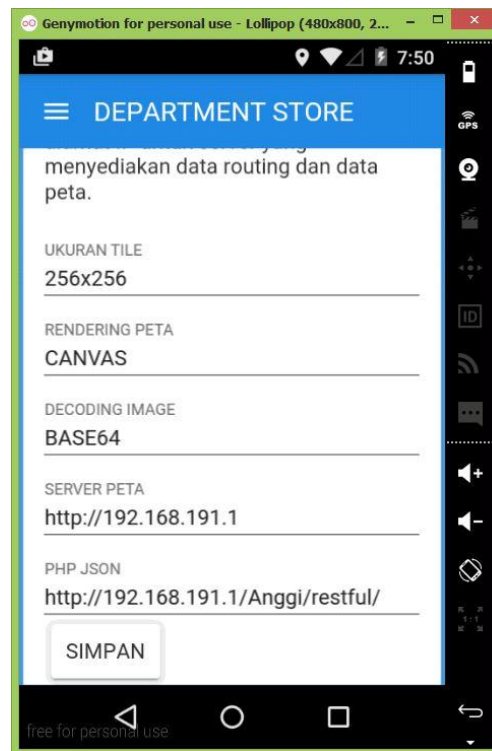 Genymotion for personal use - Lollipop (480x800, 2...
7:50
DEPARTMENT STORE
menyediakan data routing dan data
peta.
UKURAN TILE
256x256
RENDERING PETA
CANVAS
DECODING IMAGE
BASE64
SERVER PETA
http://192.168.191.1
PHP JSON
http://192.168.191.1/Anggi/restful/
SIMPAN
free for personal use
GPS
ID
1:1